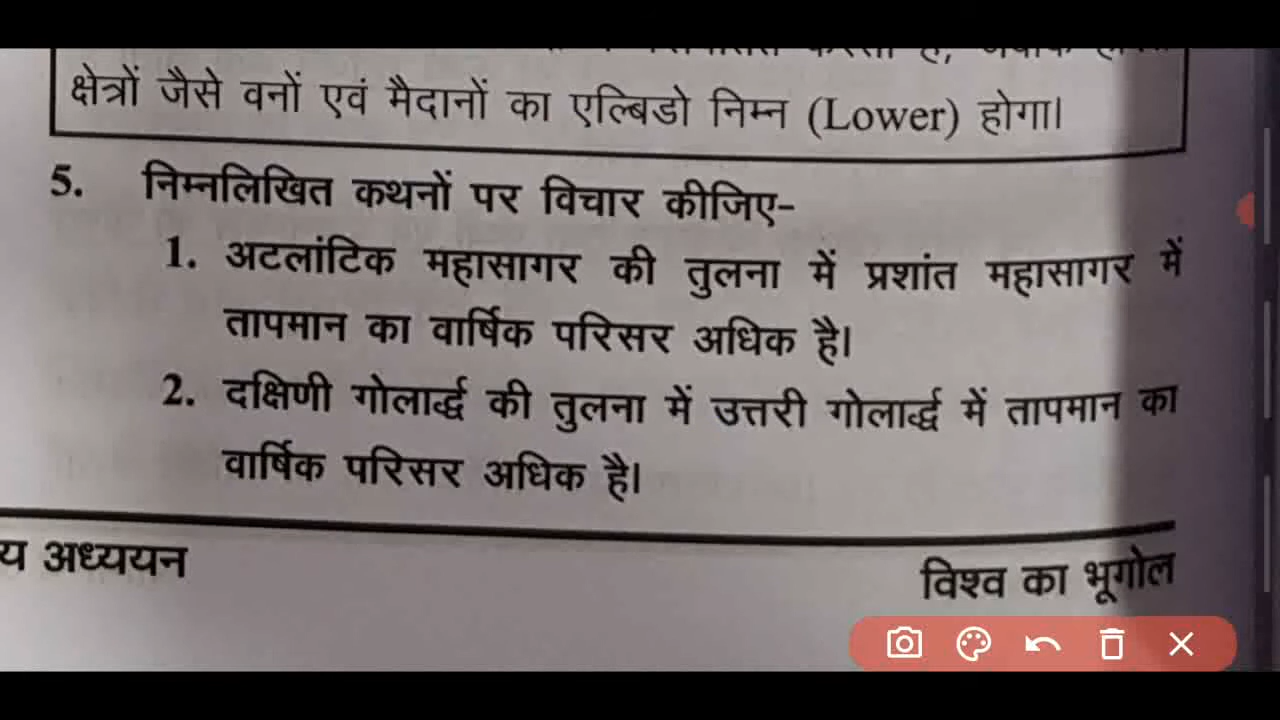 क्षेत्रों जैसे वनों एवं मैदानों का एल्बिडो निम्न (Lower) होगा।
5. निम्नलिखित कथनों पर विचार कीजिए-
1. अटलांटिक महासागर की तुलना में प्रशांत महासागर में
तापमान का वार्षिक परिसर अधिक है।
2. दक्षिणी गोलार्द्ध की तुलना में उत्तरी गोलार्द्ध में तापमान का
वार्षिक परिसर अधिक है।
य अध्ययन
विश्व का भूगोल